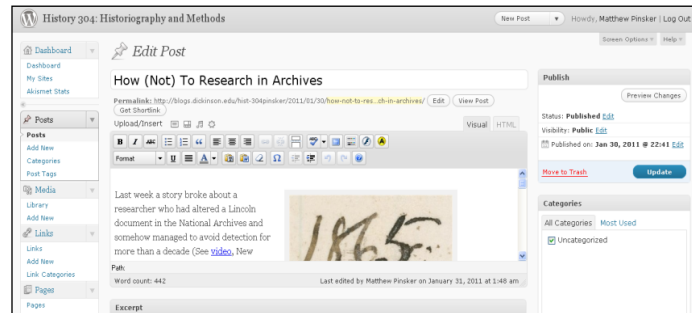 History 304: Historiography and Methods
New Post
Howdy, Matthew Pinsker | Log Out
Screen Options
Help
Dashboard
Dashboard
My Sites
Akismet Stats
Posts
Posts
Add New
Categories
Post Tags
Media
Library
Add New
Links
Links
Add New
Link Categories
Pages
Pages
Edit Post
How (Not) To Research in Archives
Permalink: http://blogs.dickinson.edu/hist-304pinsker/2011/01/30/how-not-to-res...ch-in-archives/ Edit View Post
Get Shortlink
Upload/Insert
Visual HTML
B I ABC
Format U A Ω
Last week a story broke about a
researcher who had altered a Lincoln
document in the National Archives and
somehow managed to avoid detection for
more than a decade (See video, New
1865
Path:
Word count: 442
Last edited by Matthew Pinsker on January 31, 2011 at 1:48 am
Excerpt
Publish
Preview Changes
Status: Published Edit
Visibility: Public Edit
Published on: Jan 30, 2011 @ 22:41 Edit
Move to Trash
Update
Categories
All Categories Most Used
Uncategorized